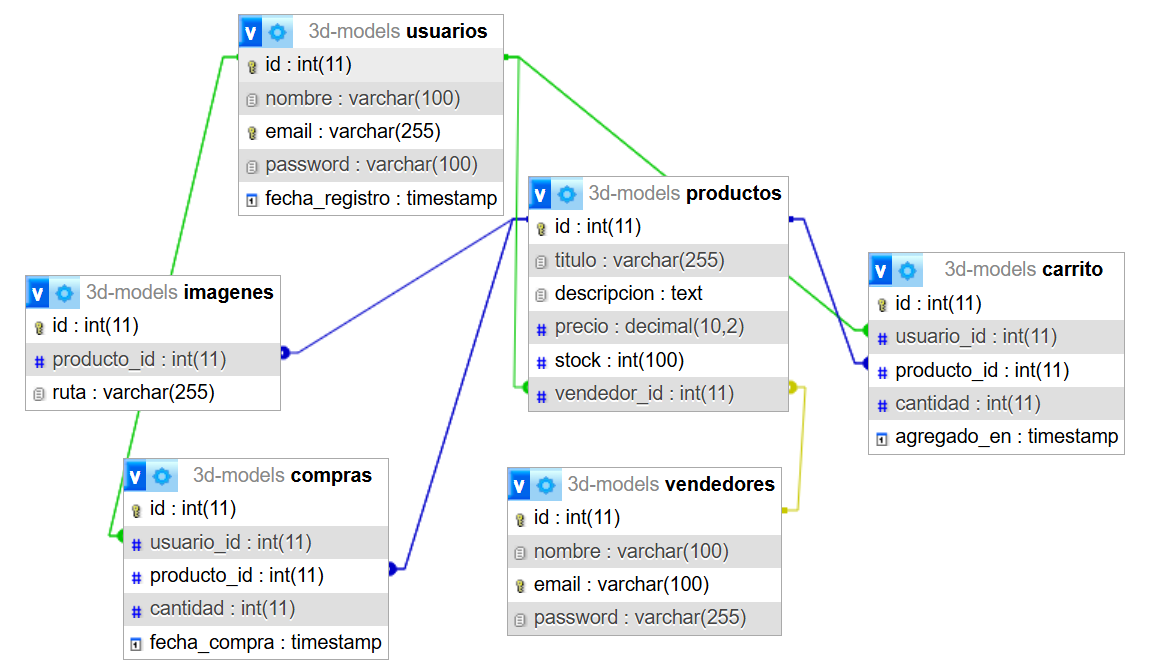 v 3d-models usuarios
id : int(11)
nombre : varchar(100)
email : varchar(255)
password : varchar(100)
fecha_registro : timestamp
v 3d-models productos
id : int(11)
titulo : varchar(255)
descripcion : text
# precio : decimal(10,2)
# stock : int(100)
# vendedor_id : int(11)
v 3d-models carrito
id : int(11)
# usuario_id : int(11)
# producto_id : int(11)
# cantidad : int(11)
agregado_en : timestamp
v 3d-models imagenes
id : int(11)
# producto_id : int(11)
ruta : varchar(255)
v 3d-models compras
id : int(11)
# usuario_id : int(11)
# producto_id : int(11)
# cantidad : int(11)
fecha_compra : timestamp
v 3d-models vendedores
id : int(11)
nombre : varchar(100)
email : varchar(100)
password : varchar(255)